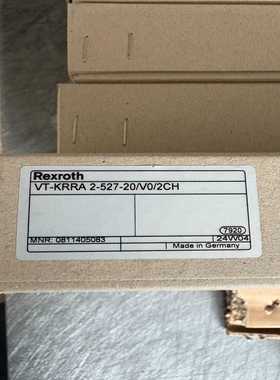 Rexroth
VT-KRRA 2-527-20/V0/2CH
7920
MNR: 0811405083
24W04
Made in Germany